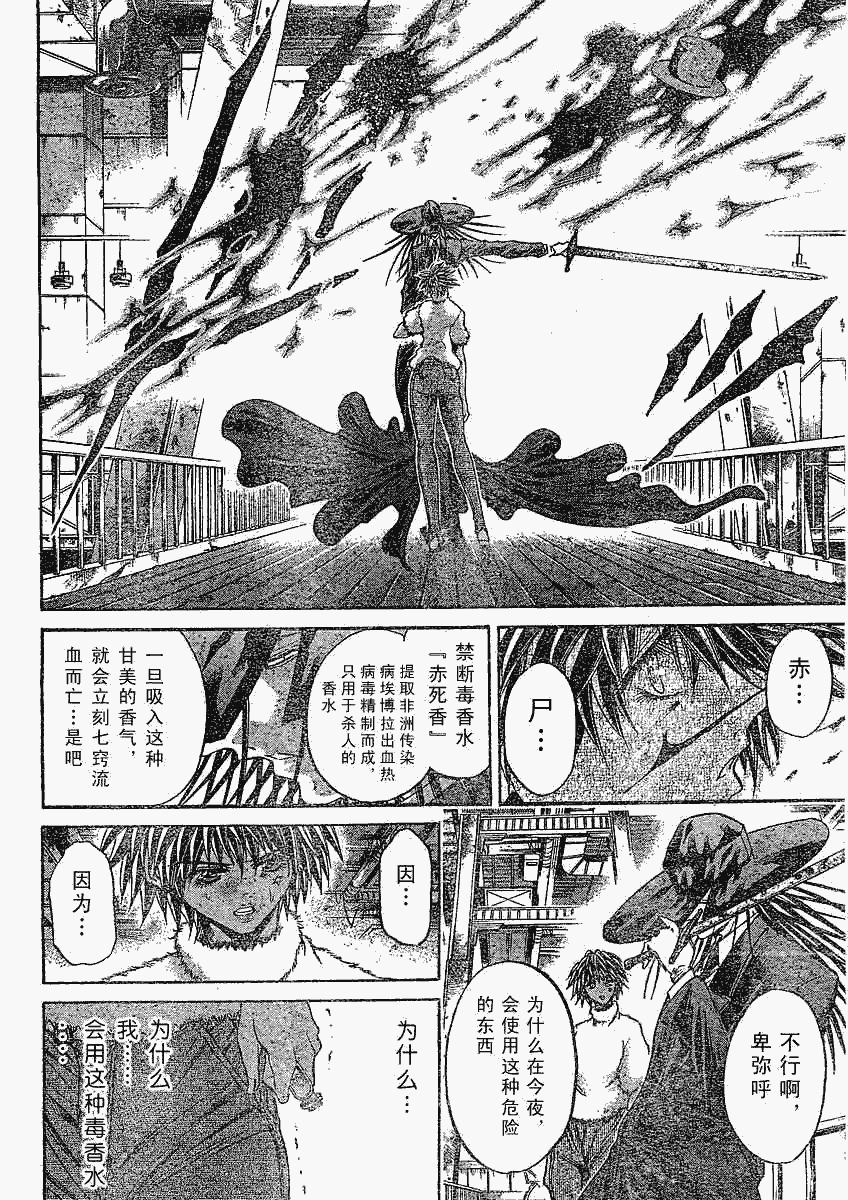 赤…
尸…
禁断毒香水
『赤死香』
提取非洲传染
病埃博拉出血热
病毒精制而成,
只用于杀人的
香水
一旦吸入这种
甘美的香气,
就会立刻七窍流
血而亡…是吧
不行啊,
卑弥呼
为什么在今夜,
会使用这种危险
的东西
因…
因为…
为什么…
为什么
我……
会用这种毒香水
……